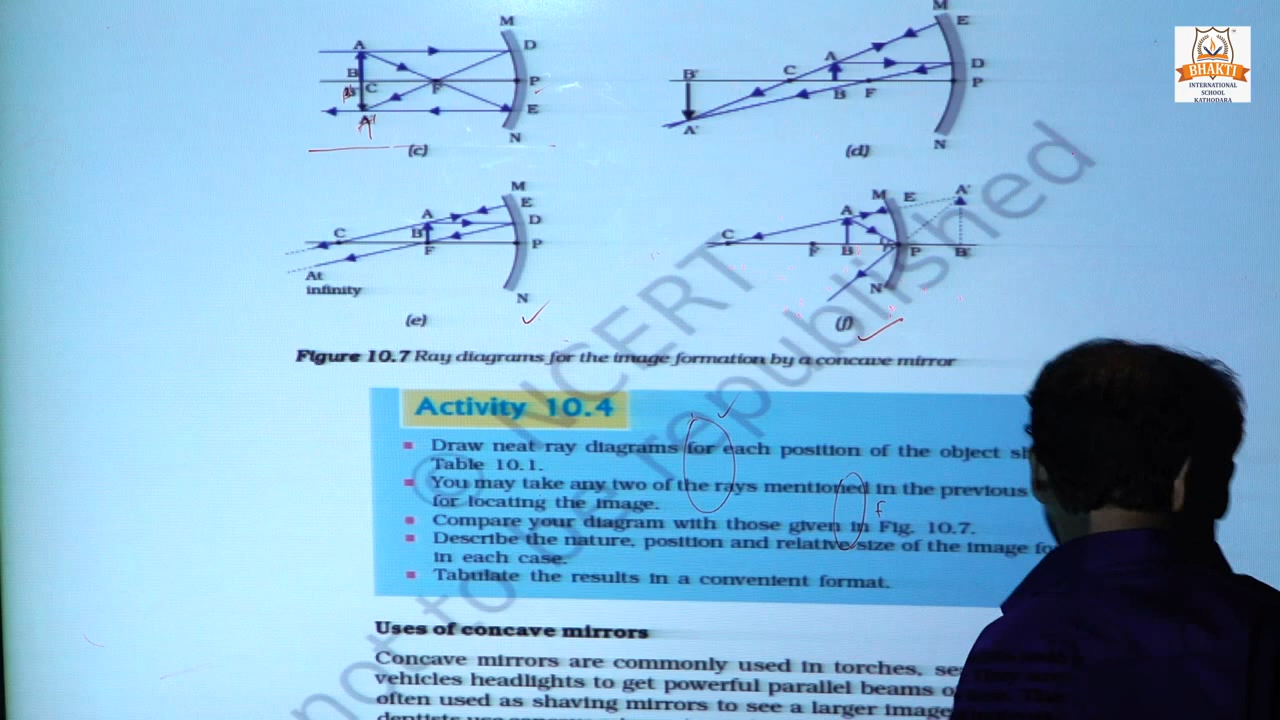 BHAKTI
INTERNATIONAL
SCHOOL
KATHODARA
M
A
D
B
C
F
P
A'
E
N
(c)
M
E
A
D
B'
C
P
B
F
A'
N
(d)
M
E
A
D
C
B
P
F
At
infinity
N
(e)
M
E
A'
A
C
F
B
P
B'
N
(f)
Figure 10.7 Ray diagrams for the image formation by a concave mirror
Activity 10.4
Draw neat ray diagrams for each position of the object
Table 10.1.
You may take any two of the rays mentioned in the previous
for locating the image.
f
Compare your diagram with those given in Fig. 10.7.
Describe the nature, position and relative size of the image
in each case.
Tabulate the results in a convenient format.
Uses of concave mirrors
Concave mirrors are commonly used in torches,
vehicles headlights to get powerful parallel beams
often used as shaving mirrors to see a larger image
dentists use concave
© NCERT
not to be republished